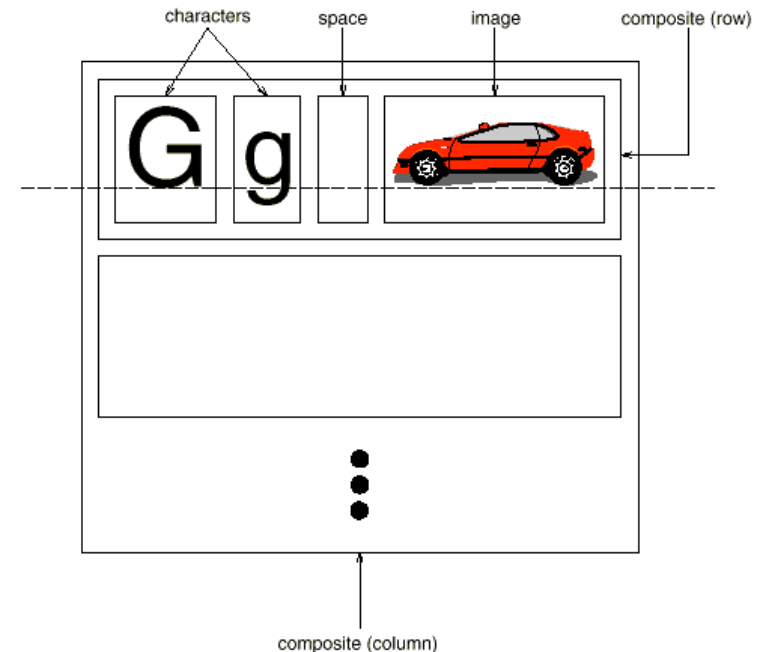 characters
space
image
composite (row)
G
g
composite (column)